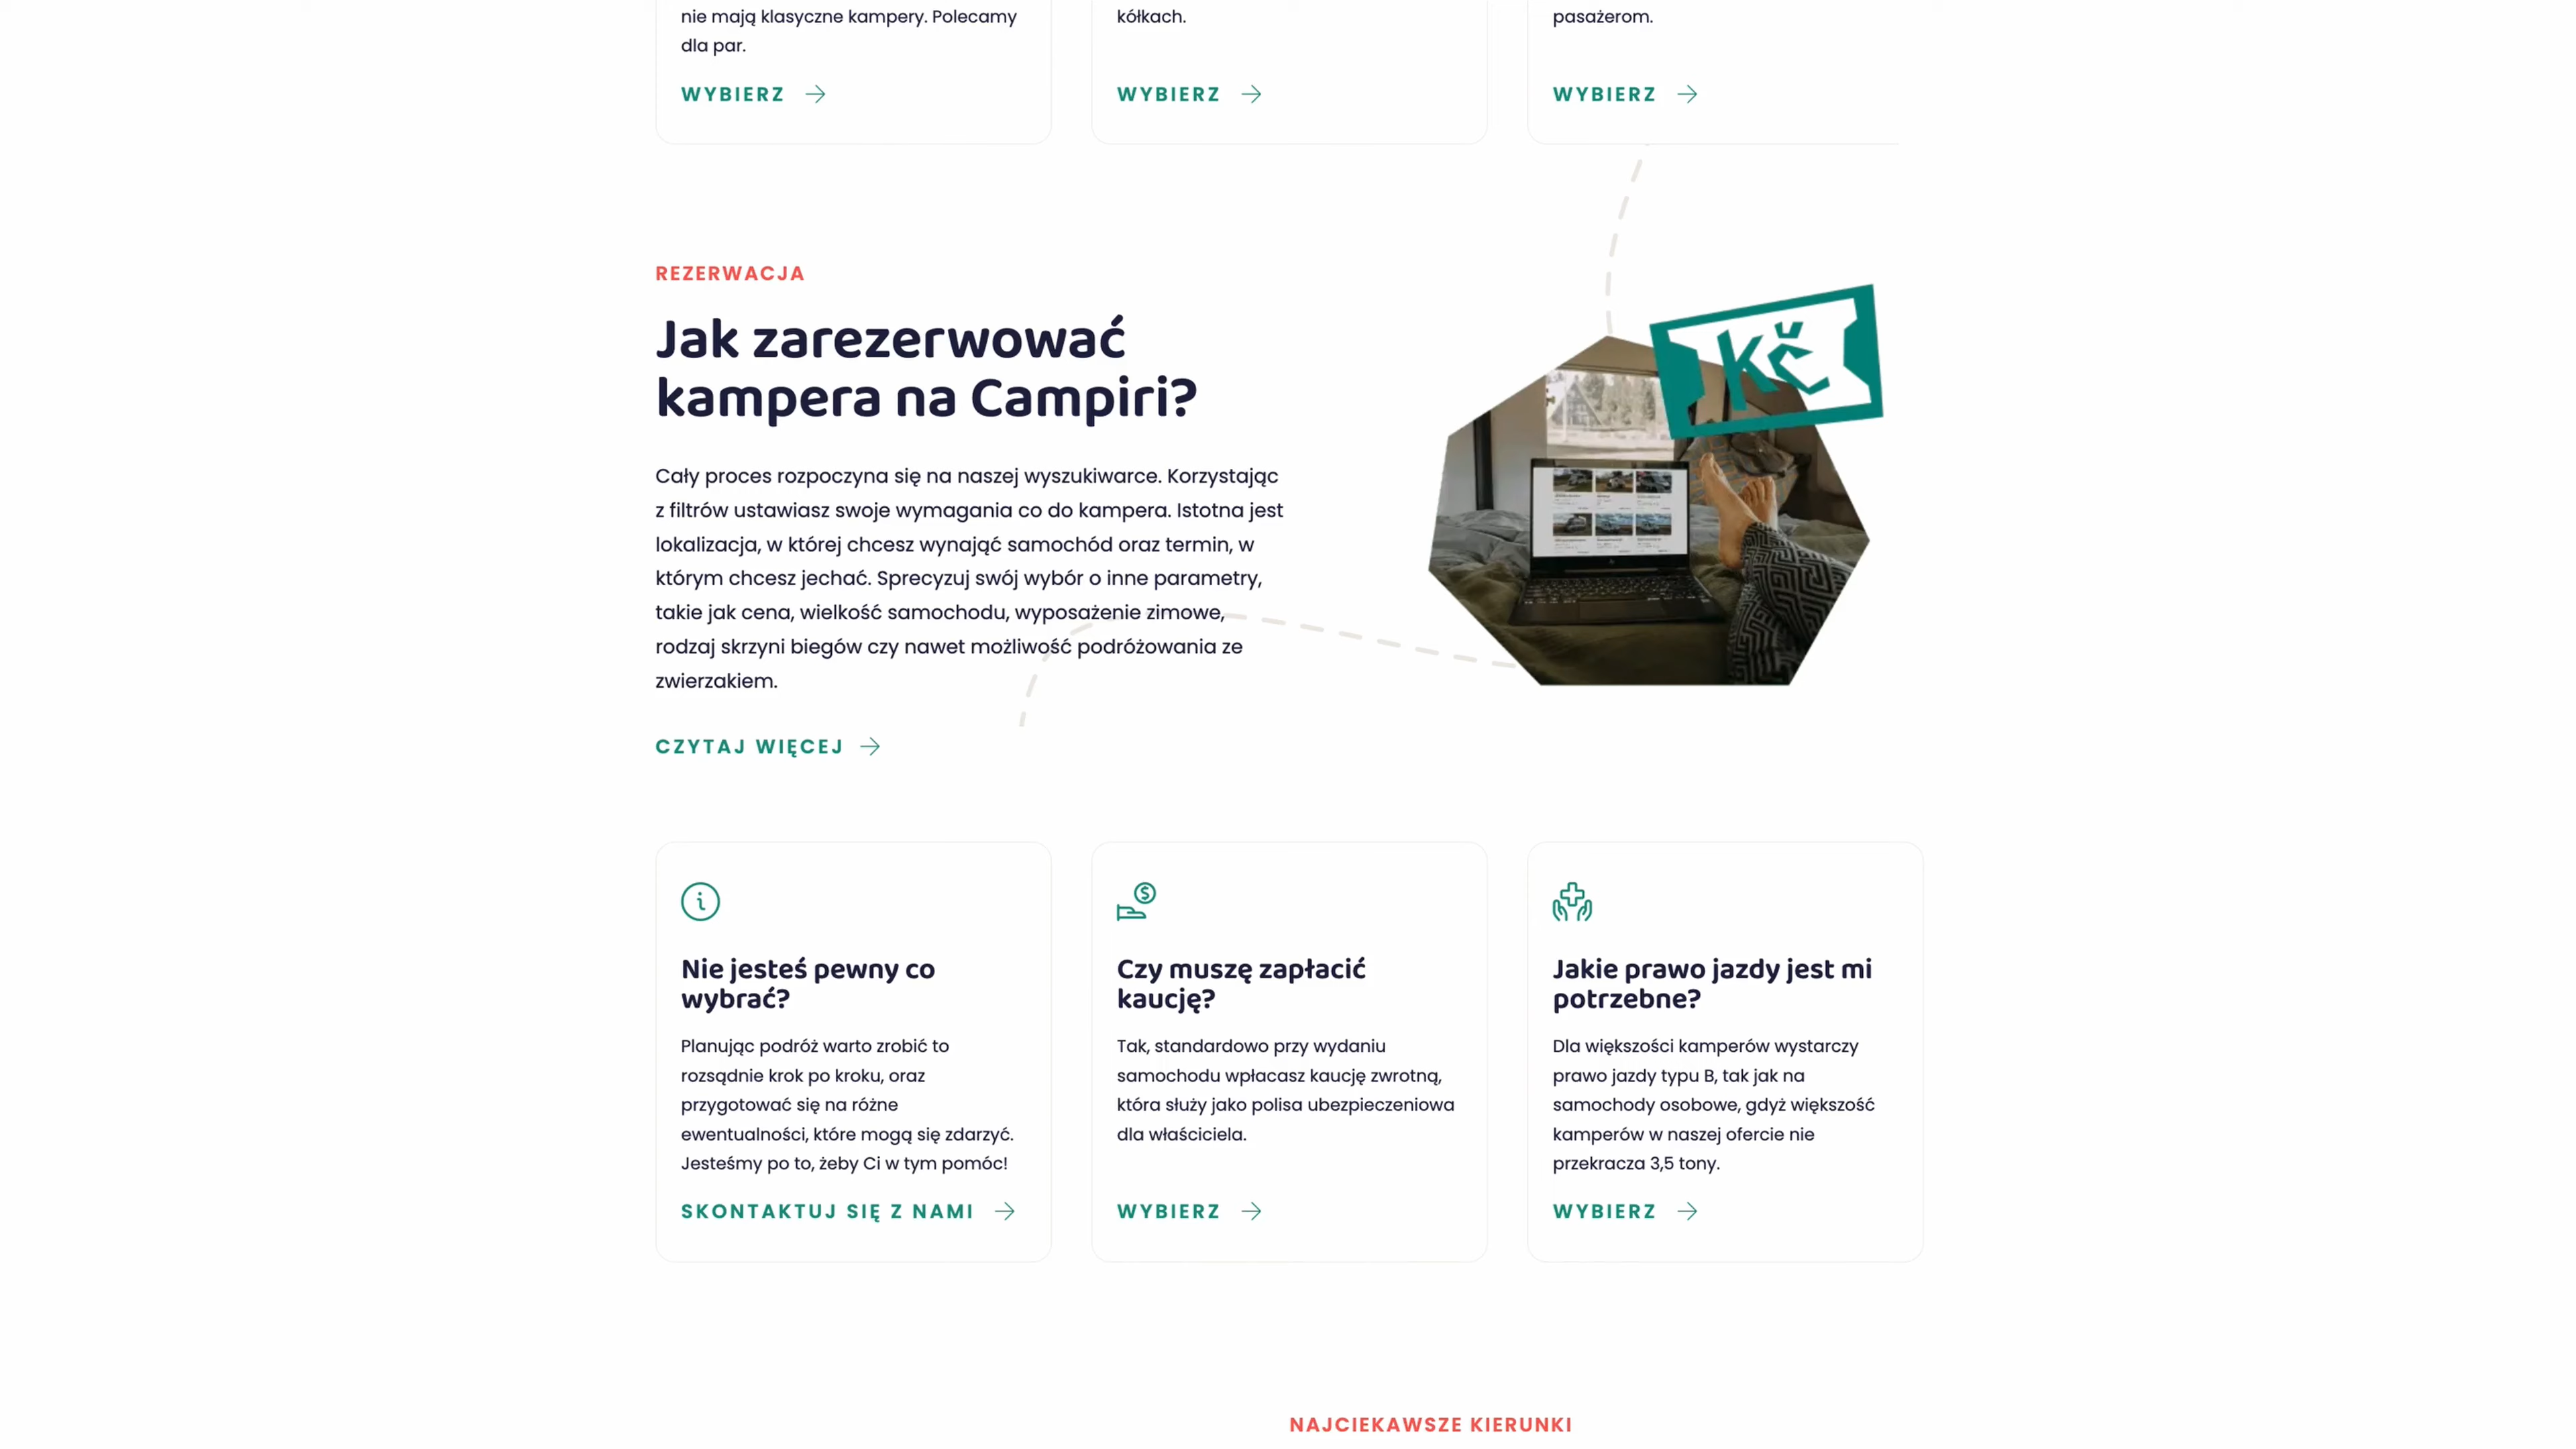 nie mają klasyczne kampery. Polecamy
dla par.
WYBIERZ
kółkach.
WYBIERZ
pasażerom.
WYBIERZ
REZERWACJA
Jak zarezerwować
kampera na Campiri?
Cały proces rozpoczyna się na naszej wyszukiwarce. Korzystając
z filtrów ustawiasz swoje wymagania co do kampera. Istotna jest
lokalizacja, w której chcesz wynająć samochód oraz termin, w
którym chcesz jechać. Sprecyzuj swój wybór o inne parametry,
takie jak cena, wielkość samochodu, wyposażenie zimowe,
rodzaj skrzyni biegów czy nawet możliwość podróżowania ze
zwierzakiem.
CZYTAJ WIĘCEJ
Kč
Nie jesteś pewny co
wybrać?
Planując podróż warto zrobić to
rozsądnie krok po kroku, oraz
przygotować się na różne
ewentualności, które mogą się zdarzyć.
Jesteśmy po to, żeby Ci w tym pomóc!
SKONTAKTUJ SIĘ Z NAMI
Czy muszę zapłacić
kaucję?
Tak, standardowo przy wydaniu
samochodu wpłacasz kaucję zwrotną,
która służy jako polisa ubezpieczeniowa
dla właściciela.
WYBIERZ
Jakie prawo jazdy jest mi
potrzebne?
Dla większości kamperów wystarczy
prawo jazdy typu B, tak jak na
samochody osobowe, gdyż większość
kamperów w naszej ofercie nie
przekracza 3,5 tony.
WYBIERZ
NAJCIEKAWSZE KIERUNKI